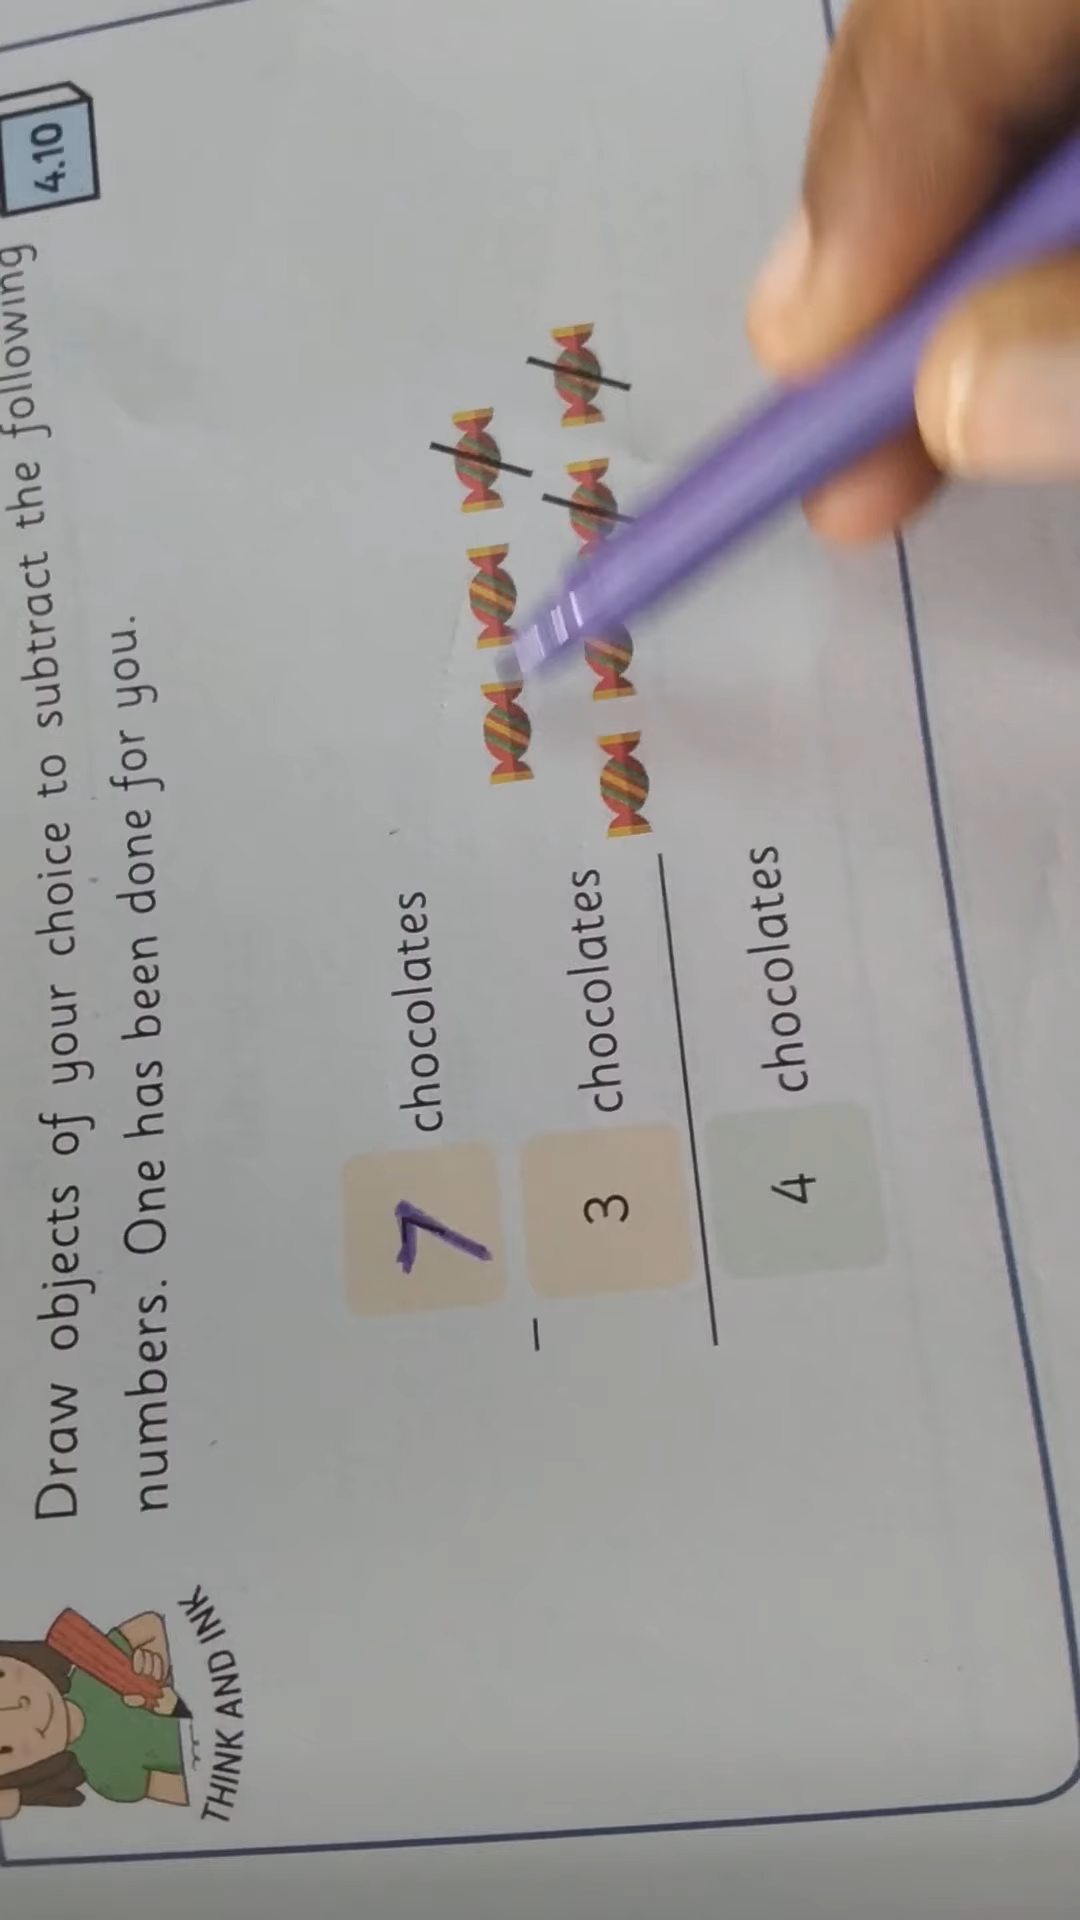 4.10
Draw objects of your choice to subtract the following
numbers. One has been done for you.
THINK AND INK
7 chocolates
– 3 chocolates
4 chocolates